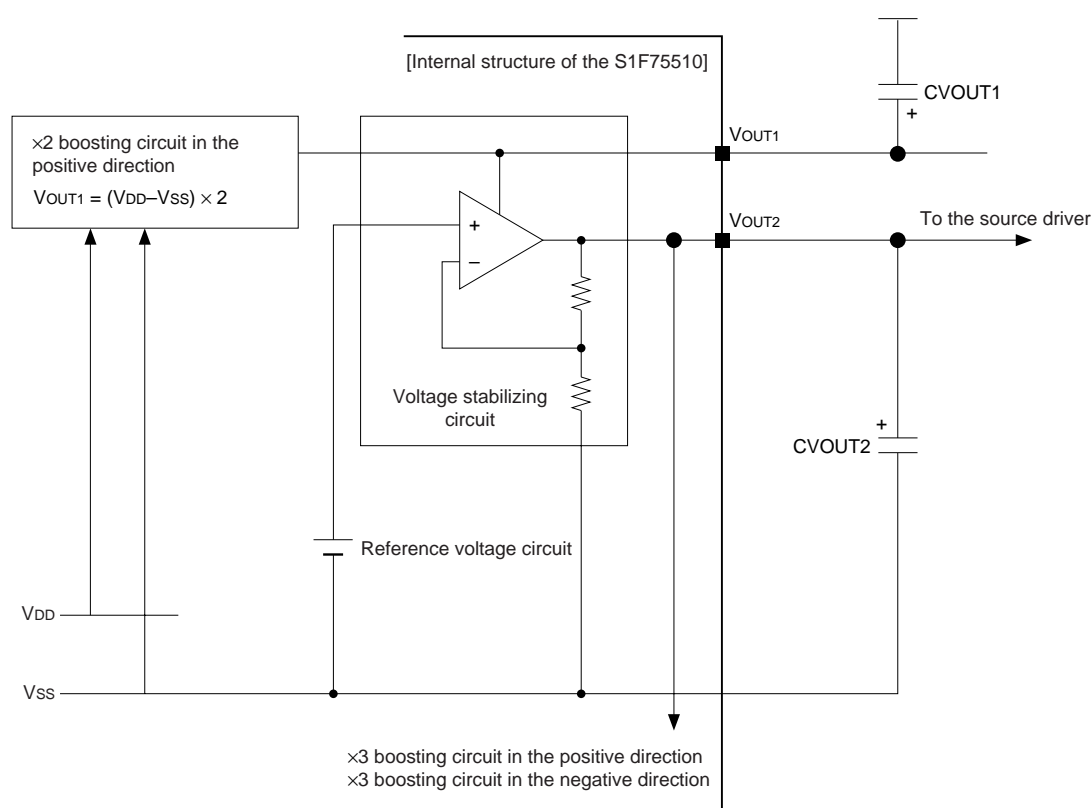 [Internal structure of the S1F75510]
CVOUT1
+
×2 boosting circuit in the
positive direction
VOUT1 = (VDD–VSS) × 2
VOUT1
VOUT2
To the source driver
+
–
Voltage stabilizing
circuit
+
CVOUT2
Reference voltage circuit
VDD
VSS
×3 boosting circuit in the positive direction
×3 boosting circuit in the negative direction